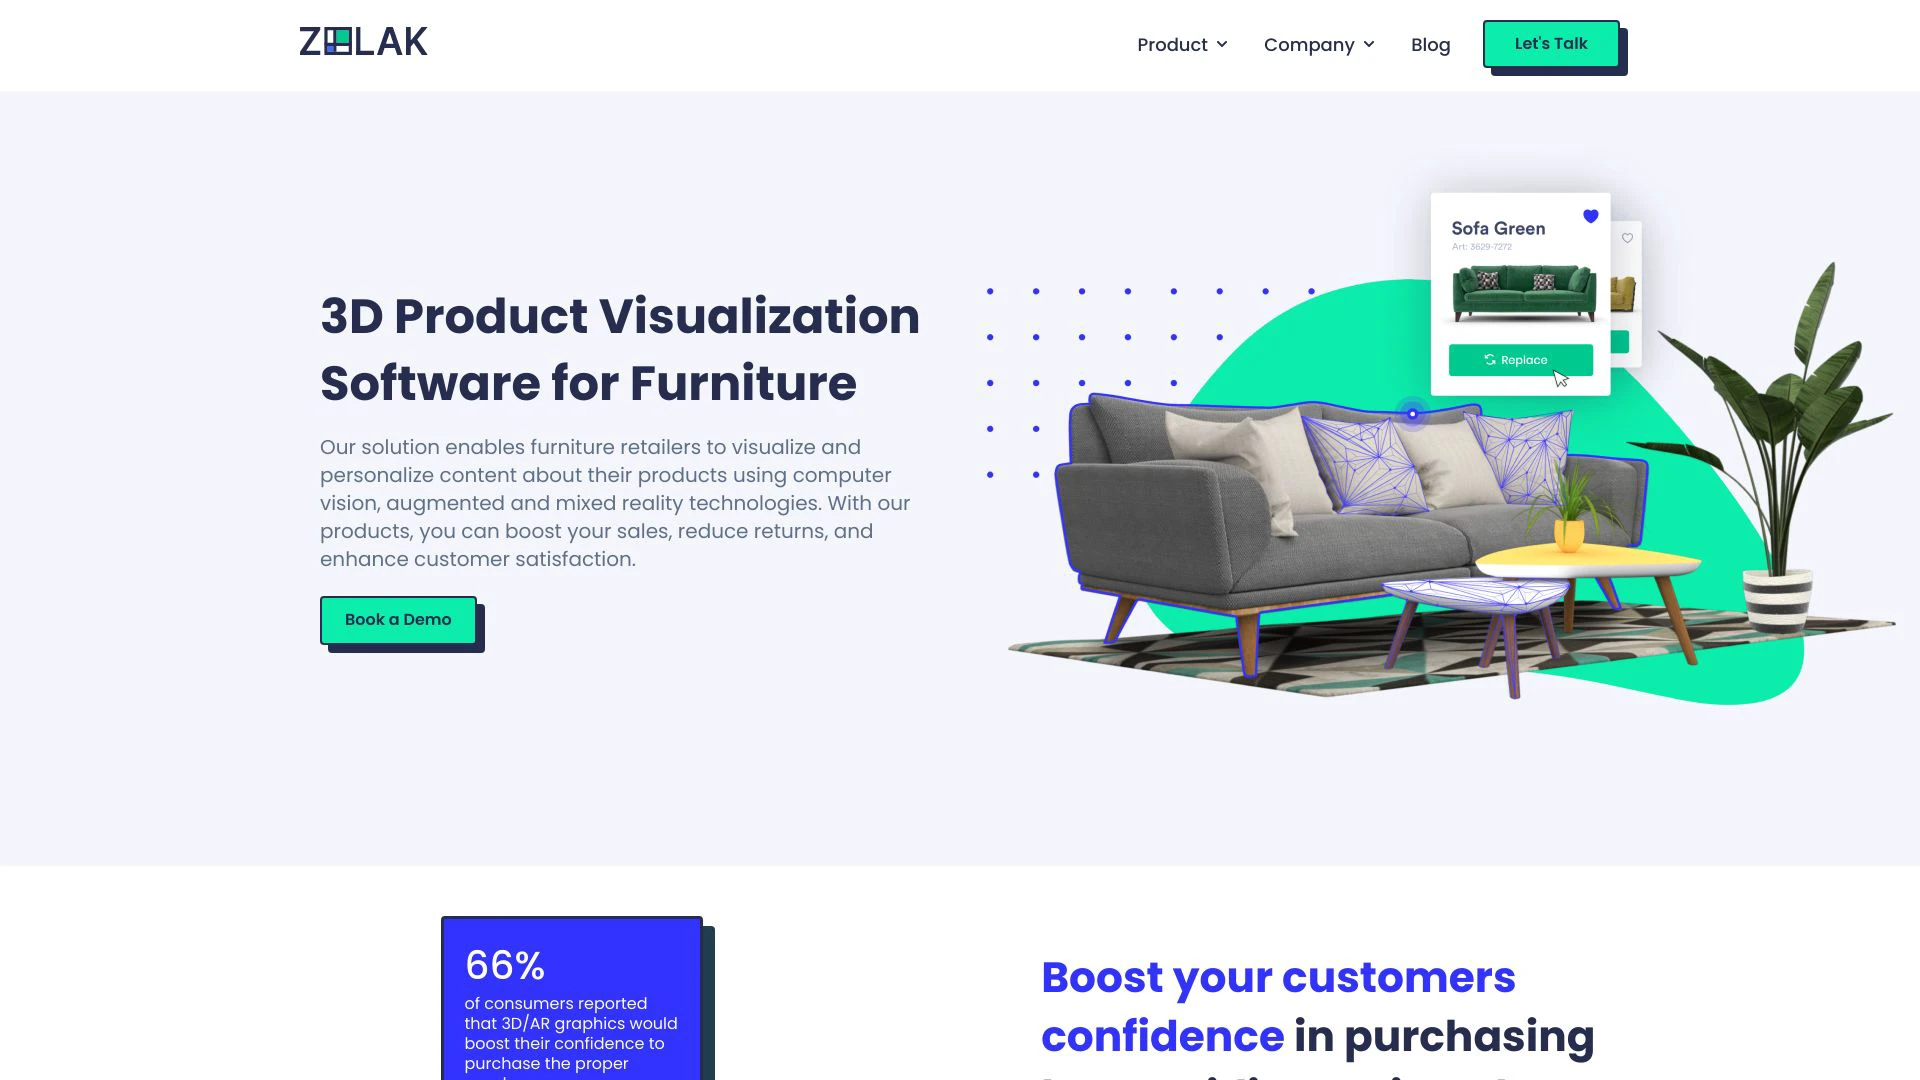 ZOLAK
Product
Company
Blog
Let's Talk
3D Product Visualization
Software for Furniture
Our solution enables furniture retailers to visualize and
personalize content about their products using computer
vision, augmented and mixed reality technologies. With our
products, you can boost your sales, reduce returns, and
enhance customer satisfaction.
Book a Demo
Sofa Green
Art: 3629-7272
Replace
66%
of consumers reported
that 3D/AR graphics would
boost their confidence to
purchase the proper
Boost your customers
confidence in purchasing